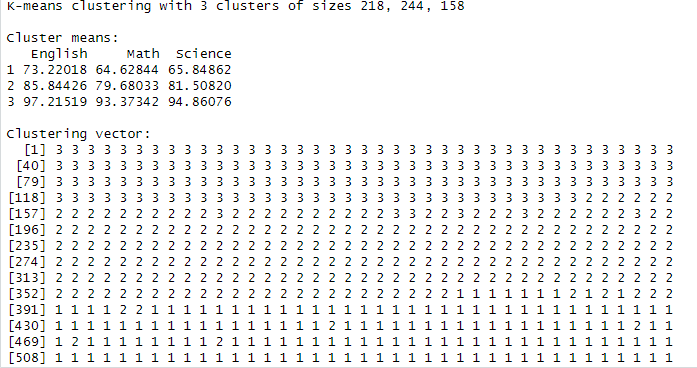 K-means clustering with 3 clusters of sizes 218, 244, 158
Cluster means:
English Math Science
1 73.22018 64.62844 65.84862
2 85.84426 79.68033 81.50820
3 97.21519 93.37342 94.86076
Clustering vector:
[1] 3 3 3 3 3 3 3 3 3 3 3 3 3 3 3 3 3 3 3 3 3 3 3 3 3 3 3 3 3 3 3 3 3 3 3 3 3 3 3
[40] 3 3 3 3 3 3 3 3 3 3 3 3 3 3 3 3 3 3 3 3 3 3 3 3 3 3 3 3 3 3 3 3 3 3 3 3 3 3 3
[79] 3 3 3 3 3 3 3 3 3 3 3 3 3 3 3 3 3 3 3 3 3 3 3 3 3 3 3 3 3 3 3 3 3 3 3 3 3 3 3
[118] 3 3 3 3 3 3 3 3 3 3 3 3 3 3 3 3 3 3 3 3 3 3 3 3 3 3 3 3 3 3 3 3 3 2 2 2 2 2 2
[157] 2 2 2 2 2 2 2 2 2 2 3 2 2 2 2 2 2 2 2 2 2 3 3 2 2 3 2 2 2 3 2 2 2 2 2 2 3 2 2
[196] 2 2 2 2 2 2 2 2 2 2 2 2 2 2 2 2 2 2 2 2 2 2 2 2 2 2 2 2 2 2 2 2 2 2 2 2 2 2 2
[235] 2 2 2 2 2 2 2 2 2 2 2 2 2 2 2 2 2 2 2 2 2 2 2 2 2 2 2 2 2 2 2 2 2 2 2 2 2 2 2
[274] 2 2 2 2 2 2 2 2 2 2 2 2 2 2 2 2 2 2 2 2 2 2 2 2 2 2 2 2 2 2 2 2 2 2 2 2 2 2 2
[313] 2 2 2 2 2 2 2 2 2 2 2 2 2 2 2 2 2 2 2 2 2 2 2 2 2 2 2 2 2 2 2 2 2 2 2 2 2 2 2
[352] 2 2 2 2 2 2 2 2 2 2 2 2 2 2 2 2 2 2 2 2 2 2 2 2 2 1 1 1 1 1 1 1 2 1 2 1 2 2 2
[391] 1 1 1 1 2 2 1 1 1 1 1 1 1 1 1 1 1 1 1 1 1 1 1 1 1 1 1 1 1 1 1 1 1 1 1 1 1 1 1
[430] 1 1 1 1 1 1 1 1 1 1 1 1 1 1 1 1 1 2 1 1 1 1 1 1 1 1 1 1 1 1 1 1 1 1 1 1 2 1 1
[469] 1 2 1 1 1 1 1 1 1 1 2 1 1 1 1 1 1 1 1 1 1 1 1 1 1 1 1 1 1 1 1 1 1 1 1 1 1 1 1
[508] 1 1 1 1 1 1 1 1 1 1 1 1 1 1 1 1 1 1 1 1 1 1 1 1 1 1 1 1 1 1 1 1 1 1 1 1 1 1 1